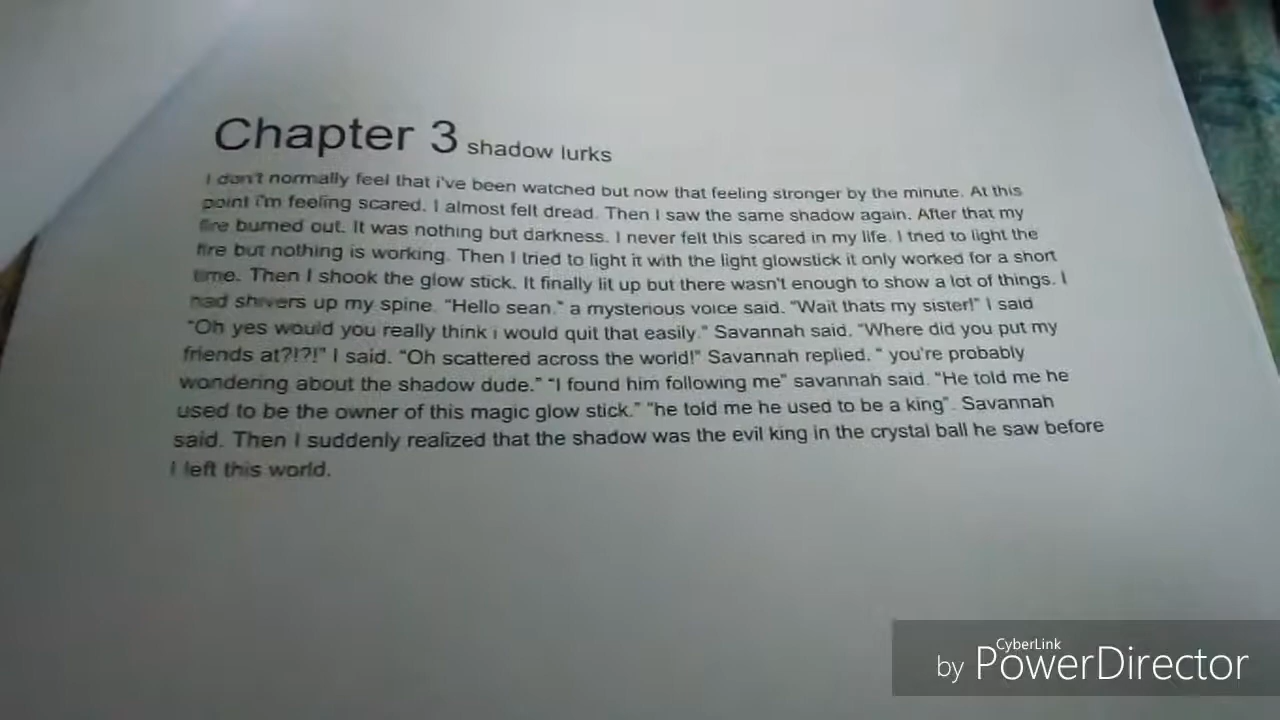 Chapter 3 shadow lurks
I don't normally feel that i've been watched but now that feeling stronger by the minute. At this
point i'm feeling scared. I almost felt dread. Then I saw the same shadow again. After that my
fire burned out. It was nothing but darkness. I never felt this scared in my life. I tried to light the
fire but nothing is working. Then I tried to light it with the light glowstick it only worked for a short
time. Then I shook the glow stick. It finally lit up but there wasn't enough to show a lot of things. I
had shivers up my spine. “Hello sean.” a mysterious voice said. “Wait thats my sister!” I said
“Oh yes would you really think i would quit that easily.” Savannah said. “Where did you put my
friends at?!?!” I said. “Oh scattered across the world!” Savannah replied. “ you're probably
wondering about the shadow dude.” “I found him following me” savannah said. “He told me he
used to be the owner of this magic glow stick.” “he told me he used to be a king”. Savannah
said. Then I suddenly realized that the shadow was the evil king in the crystal ball he saw before
I left this world.
CyberLink
by PowerDirector